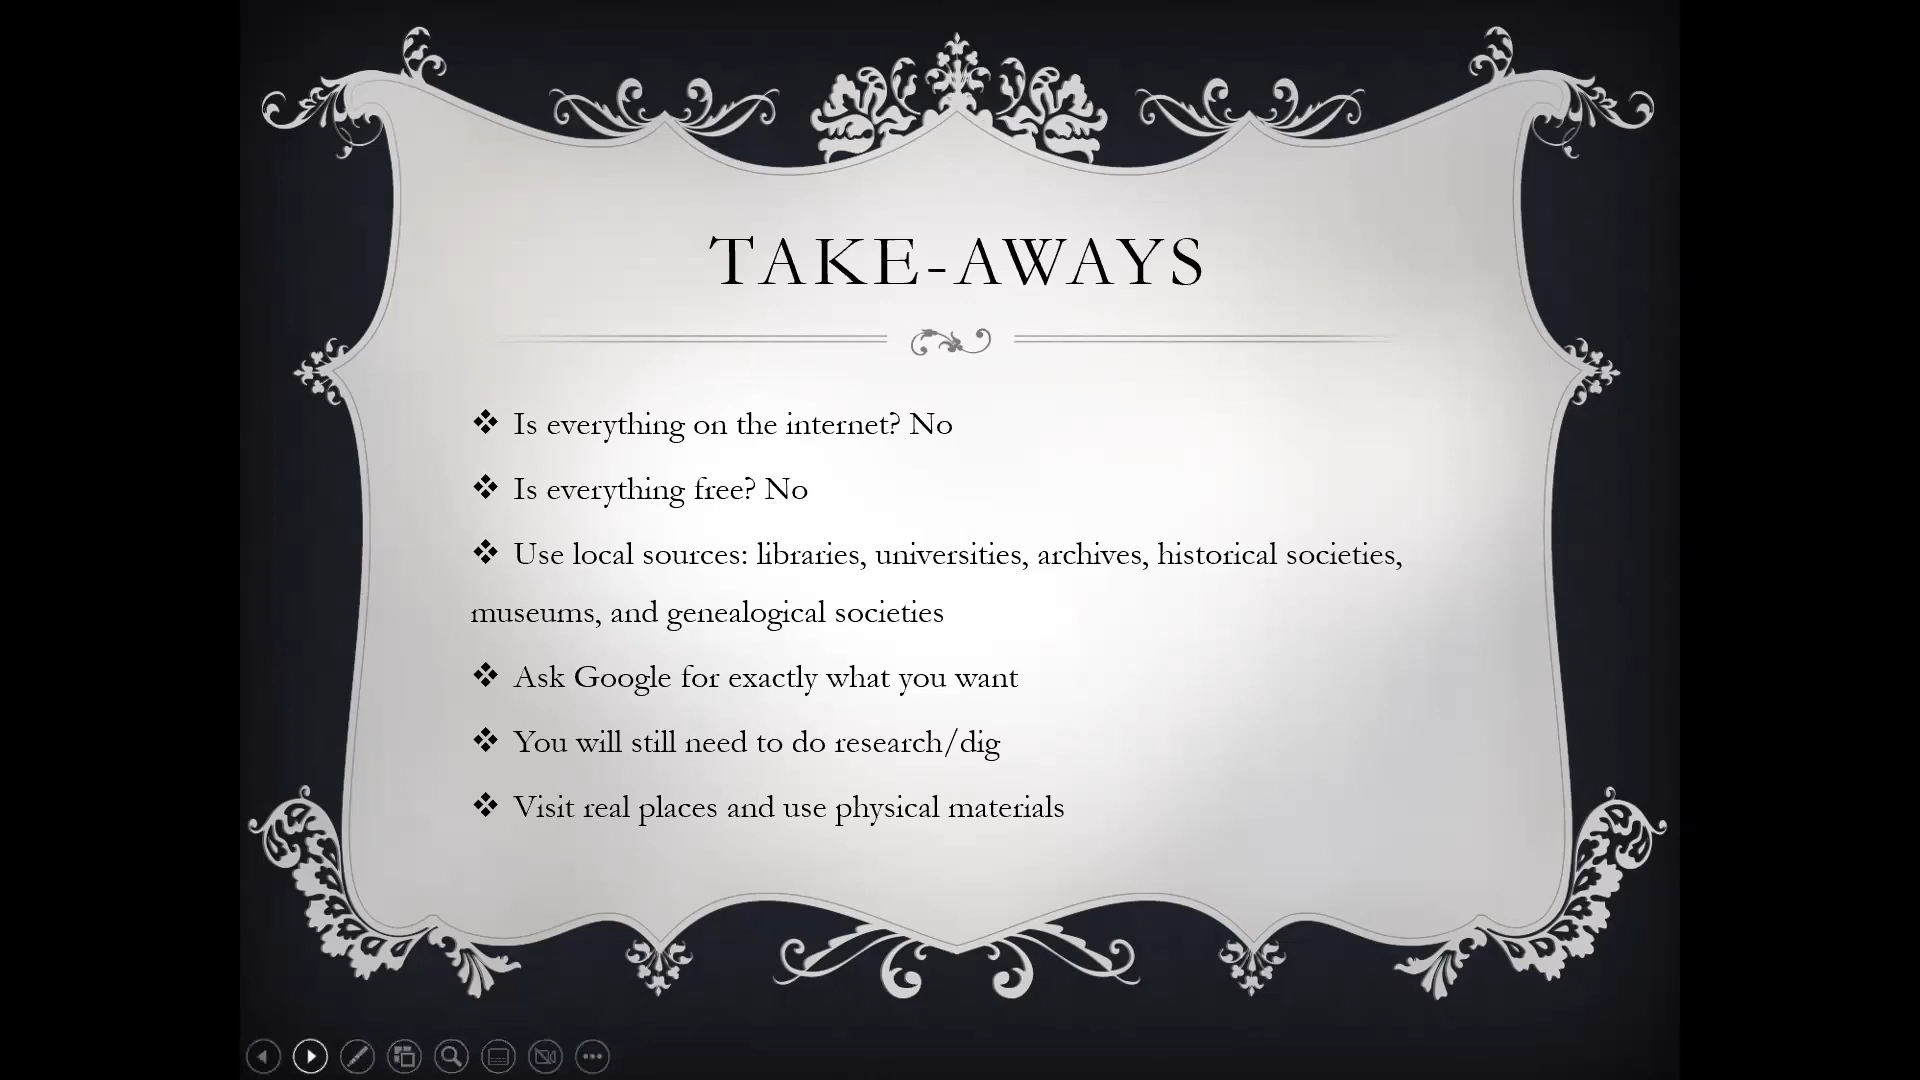 TAKE-AWAYS
❖ Is everything on the internet? No
❖ Is everything free? No
❖ Use local sources: libraries, universities, archives, historical societies,
museums, and genealogical societies
❖ Ask Google for exactly what you want
❖ You will still need to do research/dig
❖ Visit real places and use physical materials